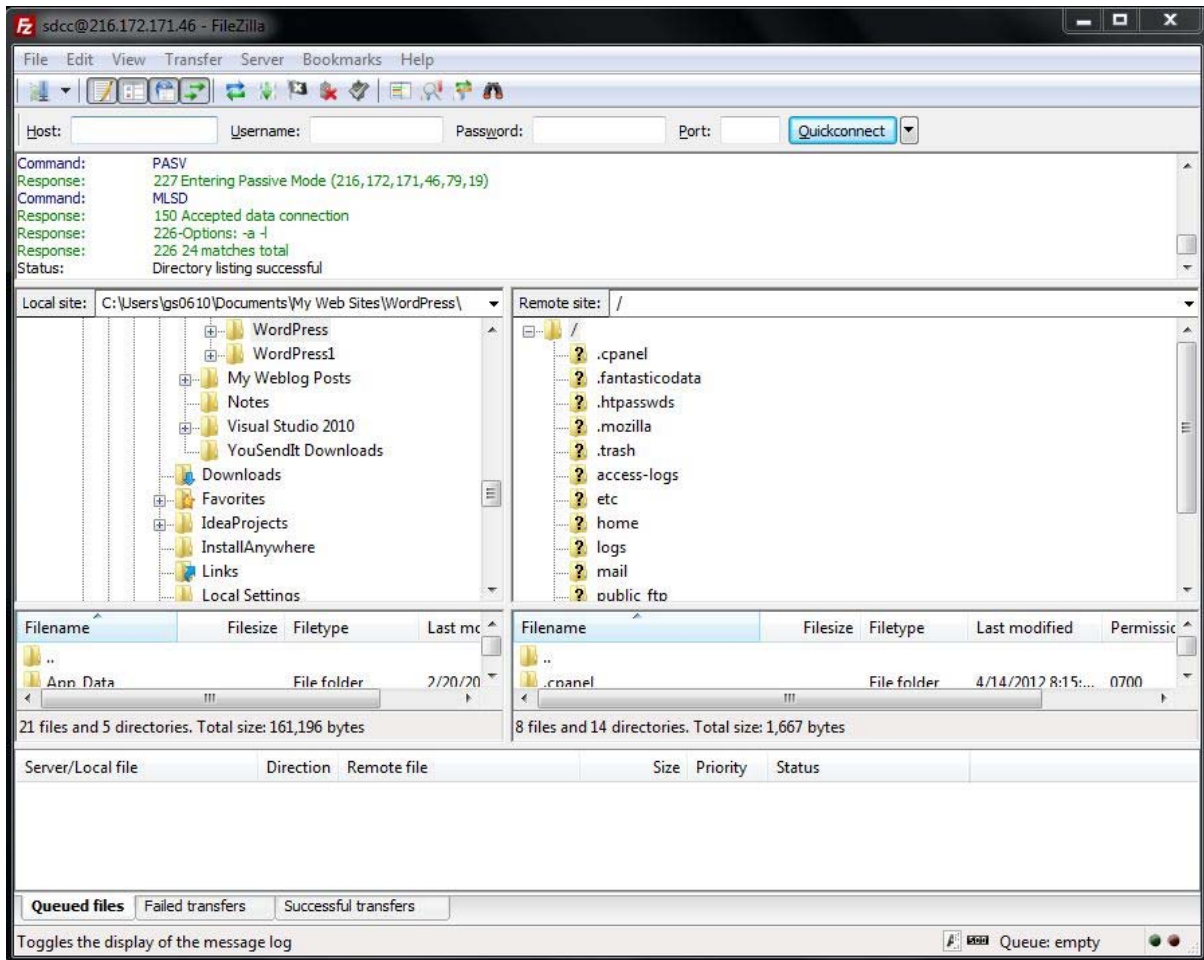 sdcc@216.172.171.46 - FileZilla
File Edit View Transfer Server Bookmarks Help
Host: Username: Password: Port: Quickconnect
Command: PASV
Response: 227 Entering Passive Mode (216,172,171,46,79,19)
Command: MLSD
Response: 150 Accepted data connection
Response: 226-Options: -a -l
Response: 226 24 matches total
Status: Directory listing successful
Local site: C:\Users\gs0610\Documents\My Web Sites\WordPress\
WordPress
WordPress1
My Weblog Posts
Notes
Visual Studio 2010
YouSendIt Downloads
Downloads
Favorites
IdeaProjects
InstallAnywhere
Links
Local Settings
Remote site: /
/
.cpanel
.fantasticodata
.htpasswds
.mozilla
.trash
access-logs
etc
home
logs
mail
public_ftp
Filename Filesize Filetype Last mo
..
App_Data File folder 2/20/20
21 files and 5 directories. Total size: 161,196 bytes
Filename Filesize Filetype Last modified Permissic
..
.cpanel File folder 4/14/2012 8:15:... 0700
8 files and 14 directories. Total size: 1,667 bytes
Server/Local file Direction Remote file Size Priority Status
Queued files Failed transfers Successful transfers
Toggles the display of the message log Queue: empty